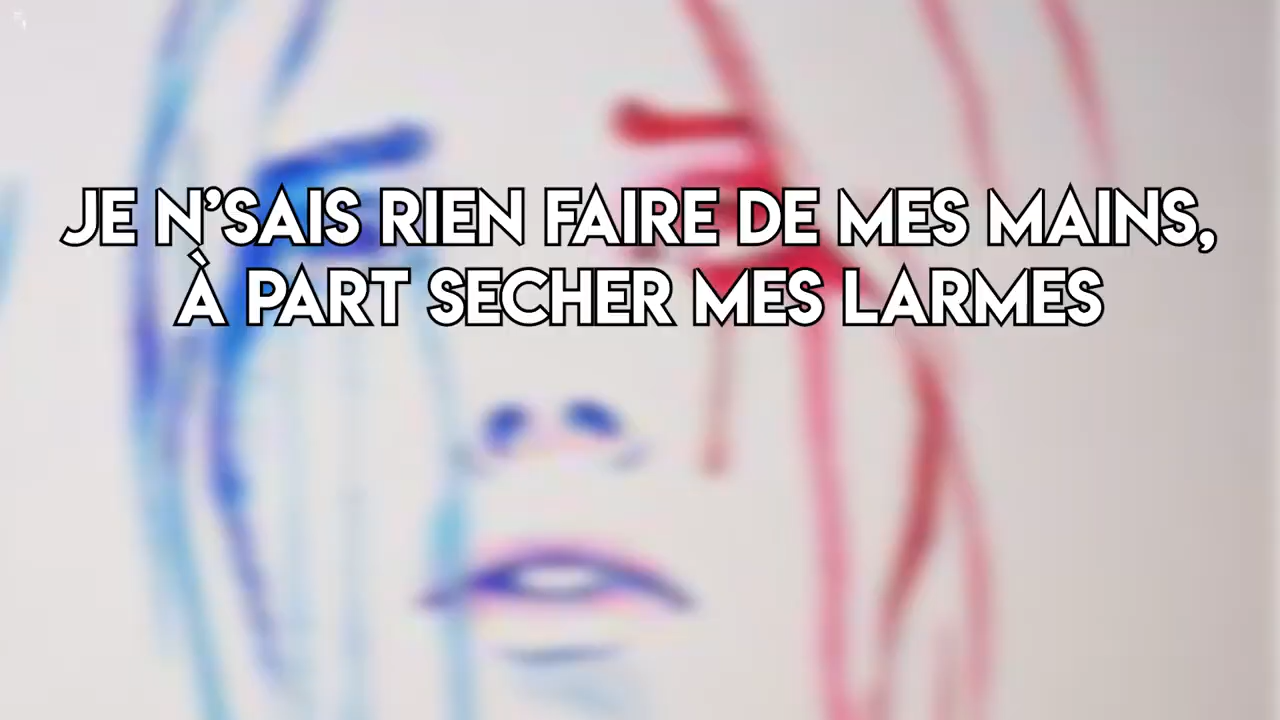 JE N’SAIS RIEN FAIRE DE MES MAINS,
À PART SECHER MES LARMES